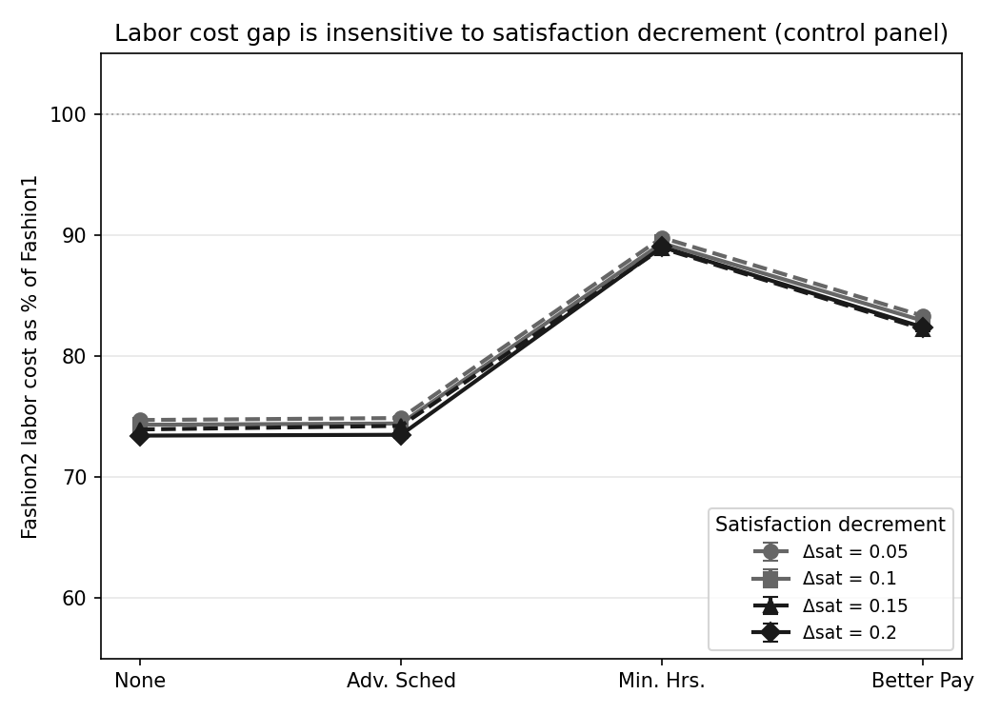 Labor cost gap is insensitive to satisfaction decrement (control panel)
Fashion2 labor cost as % of Fashion1
100
90
80
70
60
None
Adv. Sched
Min. Hrs.
Better Pay
Satisfaction decrement
Δsat = 0.05
Δsat = 0.1
Δsat = 0.15
Δsat = 0.2